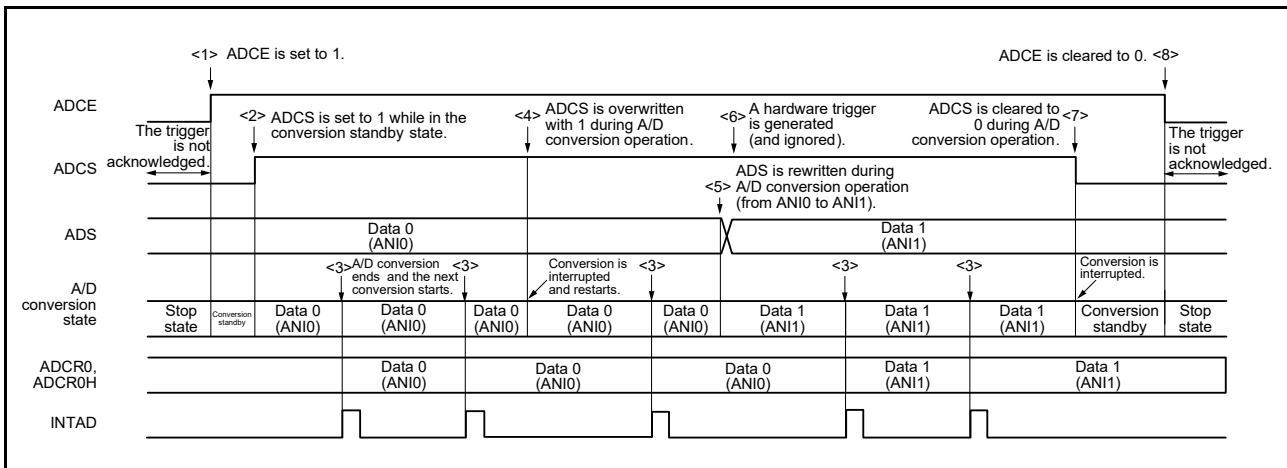 <1> ADCE is set to 1.
ADCE is cleared to 0. <8>
ADCE
The trigger
is not
acknowledged.
<2> ADCS is set to 1 while in the
conversion standby state.
<4> ADCS is overwritten
with 1 during A/D
conversion operation.
<6> A hardware trigger
is generated
(and ignored).
ADCS is cleared to <7>
0 during A/D
conversion operation.
The trigger
is not
acknowledged.
ADCS
<5> ADS is rewritten during
A/D conversion operation
(from ANI0 to ANI1).
ADS
Data 0
(ANI0)
Data 1
(ANI1)
<3> A/D conversion
ends and the next
conversion starts.
<3>
Conversion is
interrupted
and restarts.
<3>
<3>
<3>
Conversion is
interrupted.
A/D
conversion
state
Stop
state
Conversion
standby
Data 0
(ANI0)
Data 0
(ANI0)
Data 0
(ANI0)
Data 0
(ANI0)
Data 0
(ANI0)
Data 1
(ANI1)
Data 1
(ANI1)
Data 1
(ANI1)
Conversion
standby
Stop
state
ADCR0,
ADCR0H
Data 0
(ANI0)
Data 0
(ANI0)
Data 0
(ANI0)
Data 1
(ANI1)
Data 1
(ANI1)
INTAD